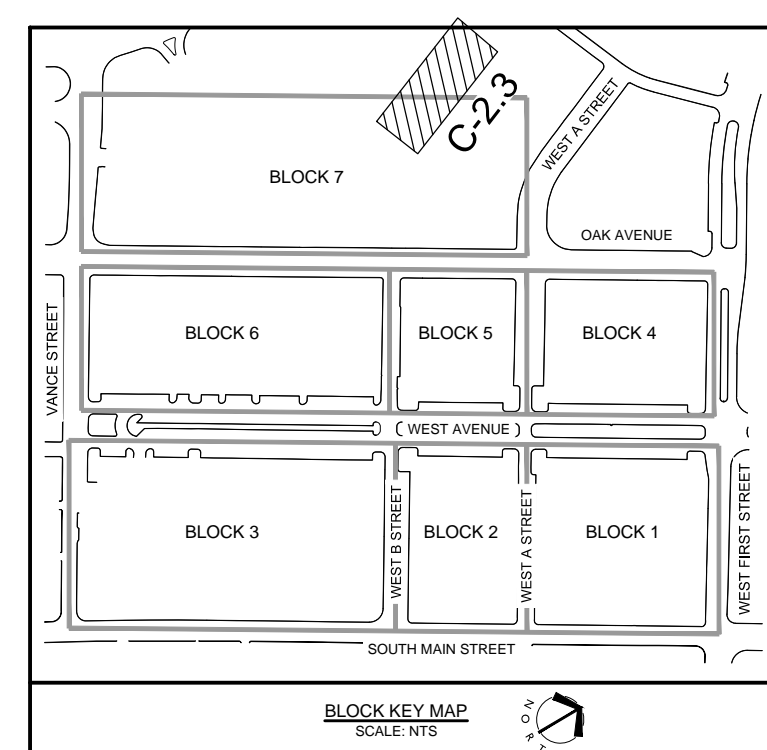 C-2.3
WEST A STREET
BLOCK 7
OAK AVENUE
VANCE STREET
BLOCK 6
BLOCK 5
BLOCK 4
WEST AVENUE
BLOCK 3
WEST B STREET
BLOCK 2
WEST A STREET
BLOCK 1
WEST FIRST STREET
SOUTH MAIN STREET
BLOCK KEY MAP
SCALE: NTS